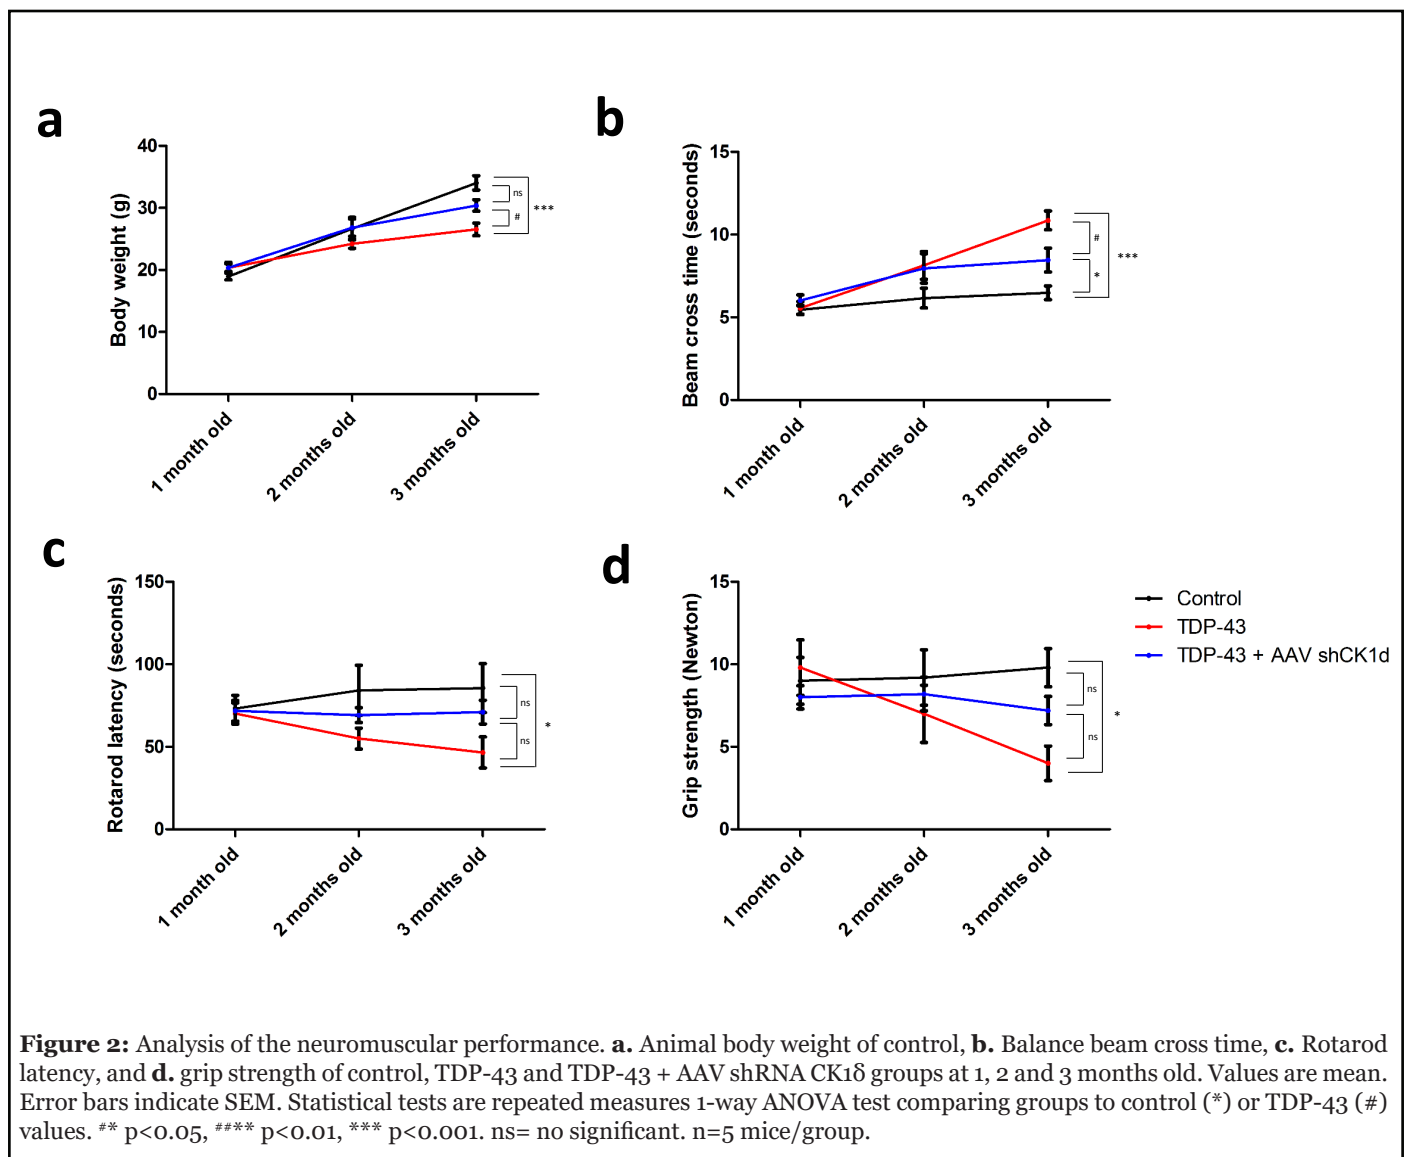 a
40
30
20
10
0
Body weight (g)
1 month old
2 months old
3 months old
ns
#
***
b
15
10
5
0
Beam cross time (seconds)
1 month old
2 months old
3 months old
#
*
***
c
150
100
50
0
Rotarod latency (seconds)
1 month old
2 months old
3 months old
ns
ns
*
d
15
10
5
0
Grip strength (Newton)
1 month old
2 months old
3 months old
ns
ns
*
Control
TDP-43
TDP-43 + AAV shCK1d
Figure 2: Analysis of the neuromuscular performance. a. Animal body weight of control, b. Balance beam cross time, c. Rotarod
latency, and d. grip strength of control, TDP-43 and TDP-43 + AAV shRNA CK1δ groups at 1, 2 and 3 months old. Values are mean.
Error bars indicate SEM. Statistical tests are repeated measures 1-way ANOVA test comparing groups to control (*) or TDP-43 (#)
values. #* p<0.05, ##** p<0.01, *** p<0.001. ns= no significant. n=5 mice/group.